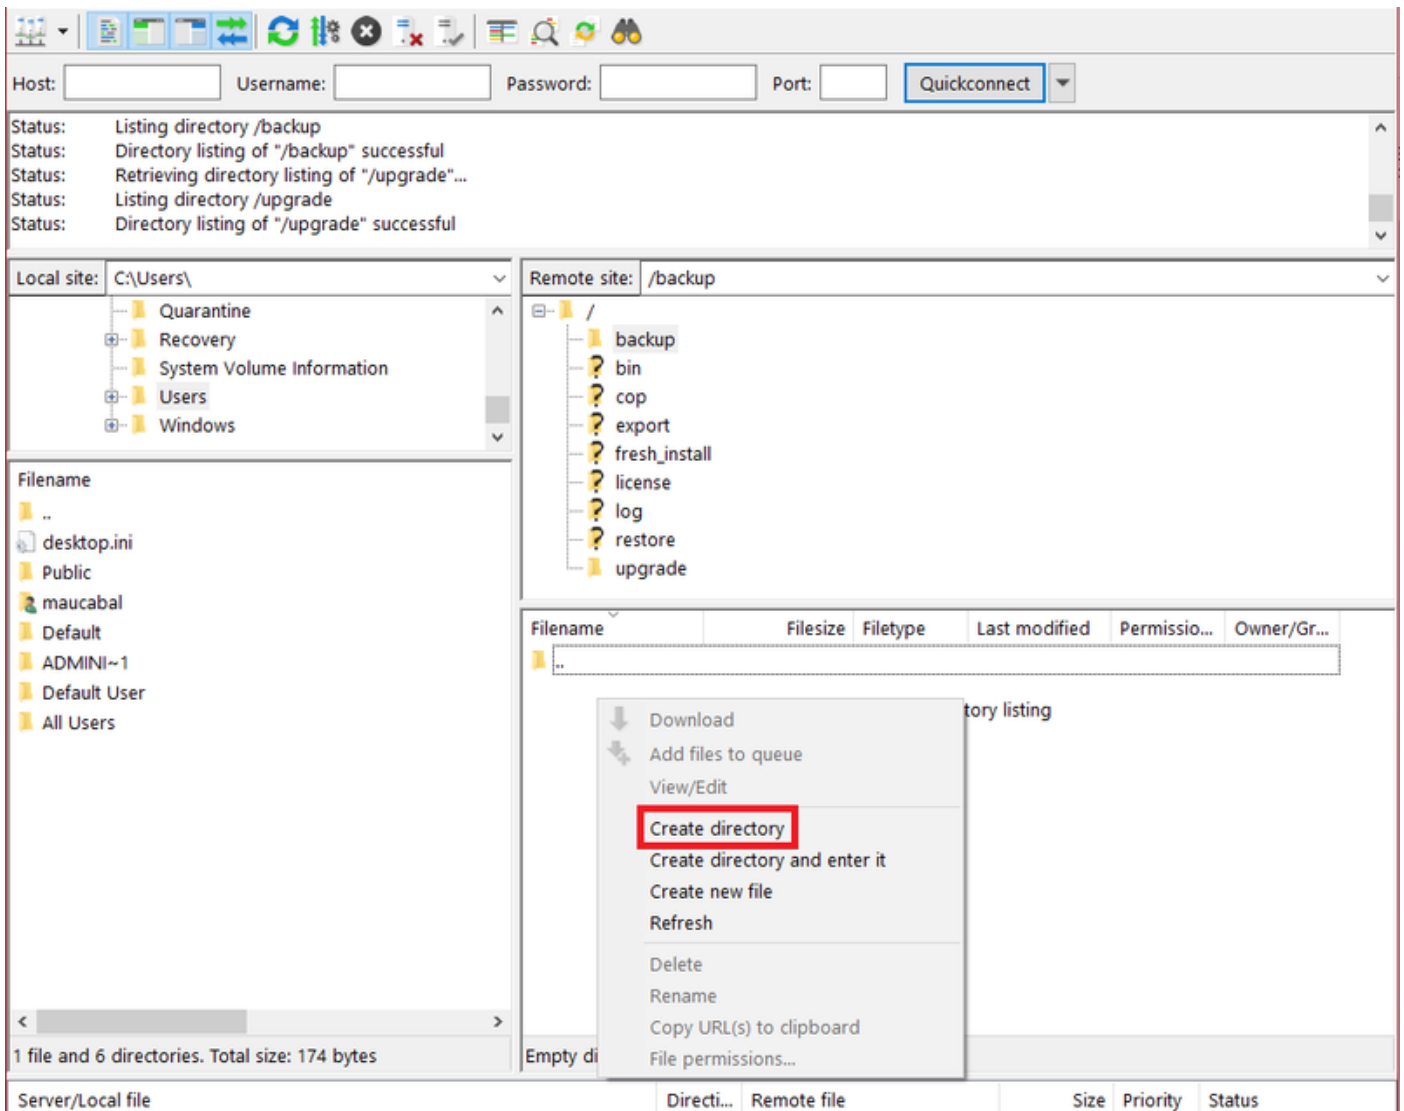 Host: Username: Password: Port: Quickconnect
Status: Listing directory /backup
Status: Directory listing of "/backup" successful
Status: Retrieving directory listing of "/upgrade"...
Status: Listing directory /upgrade
Status: Directory listing of "/upgrade" successful
Local site: C:\Users\
Quarantine
Recovery
System Volume Information
Users
Windows
Filename
..
desktop.ini
Public
maucabal
Default
ADMINI~1
Default User
All Users
1 file and 6 directories. Total size: 174 bytes
Remote site: /backup
/
backup
bin
cop
export
fresh_install
license
log
restore
upgrade
Filename Filesize Filetype Last modified Permissio... Owner/Gr...
..
tory listing
Download
Add files to queue
View/Edit
Create directory
Create directory and enter it
Create new file
Refresh
Delete
Rename
Copy URL(s) to clipboard
File permissions...
Empty di
Server/Local file Directi... Remote file Size Priority Status